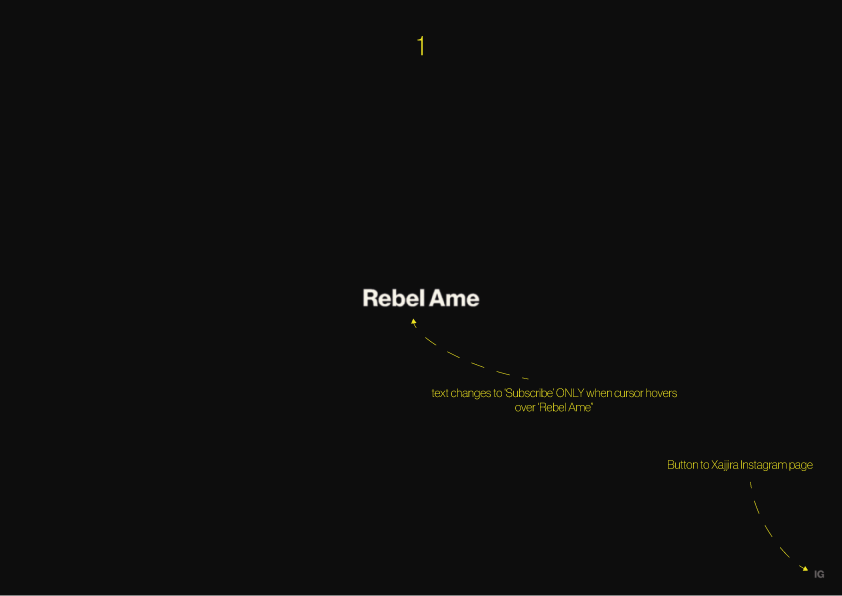 1
Rebel Ame
text changes to 'Subscribe' ONLY when cursor hovers
over 'Rebel Ame"
Button to Xajjira Instagram page
IG